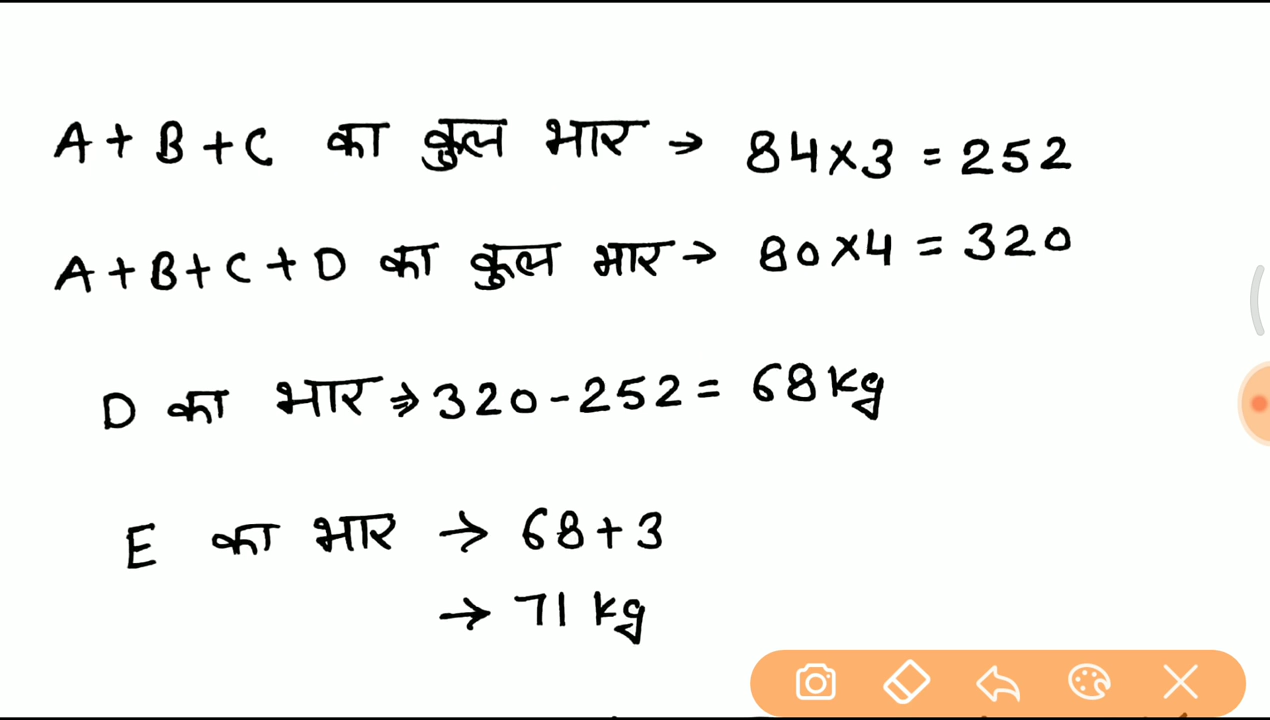 A + B + C का कुल भार → 84×3 = 252
A + B + C + D का कुल भार → 80×4 = 320
D का भार ⇒ 320 - 252 = 68 kg
E का भार → 68 + 3
→ 71 kg